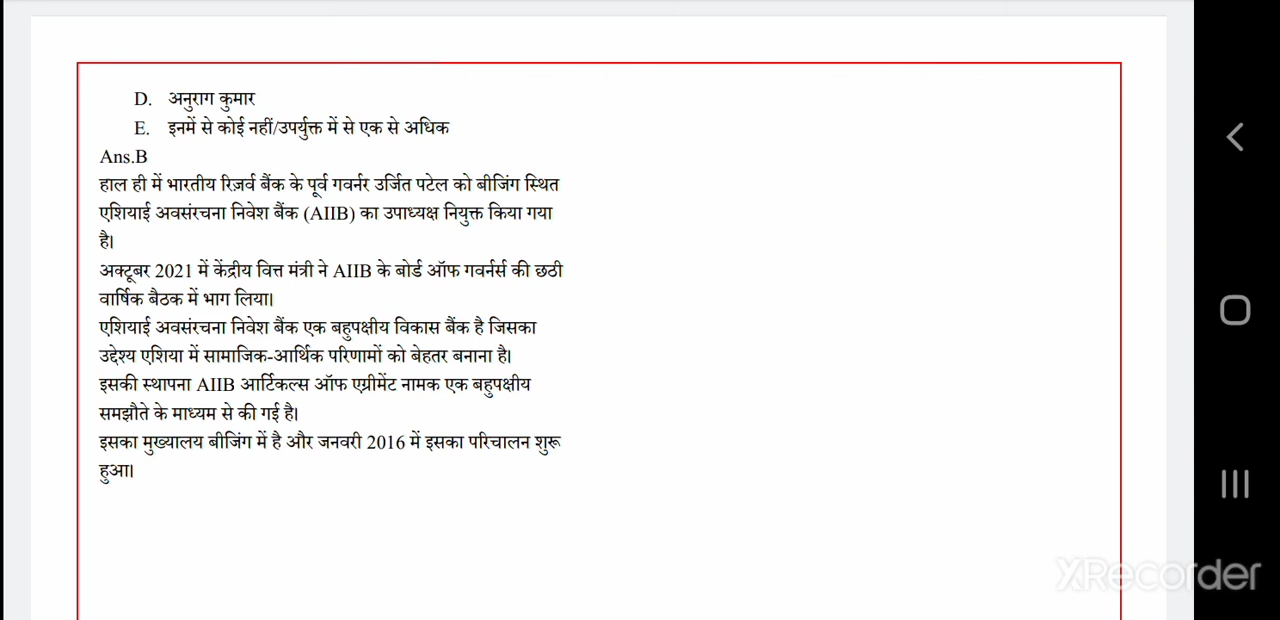 D. अनुराग कुमार
E. इनमें से कोई नहीं/उपर्युक्त में से एक से अधिक
Ans.B
हाल ही में भारतीय रिज़र्व बैंक के पूर्व गवर्नर उर्जित पटेल को बीजिंग स्थित
एशियाई अवसंरचना निवेश बैंक (AIIB) का उपाध्यक्ष नियुक्त किया गया
है।
अक्टूबर 2021 में केंद्रीय वित्त मंत्री ने AIIB के बोर्ड ऑफ गवर्नर्स की छठी
वार्षिक बैठक में भाग लिया।
एशियाई अवसंरचना निवेश बैंक एक बहुपक्षीय विकास बैंक है जिसका
उद्देश्य एशिया में सामाजिक-आर्थिक परिणामों को बेहतर बनाना है।
इसकी स्थापना AIIB आर्टिकल्स ऑफ एग्रीमेंट नामक एक बहुपक्षीय
समझौते के माध्यम से की गई है।
इसका मुख्यालय बीजिंग में है और जनवरी 2016 में इसका परिचालन शुरू
हुआ।
XRecorder